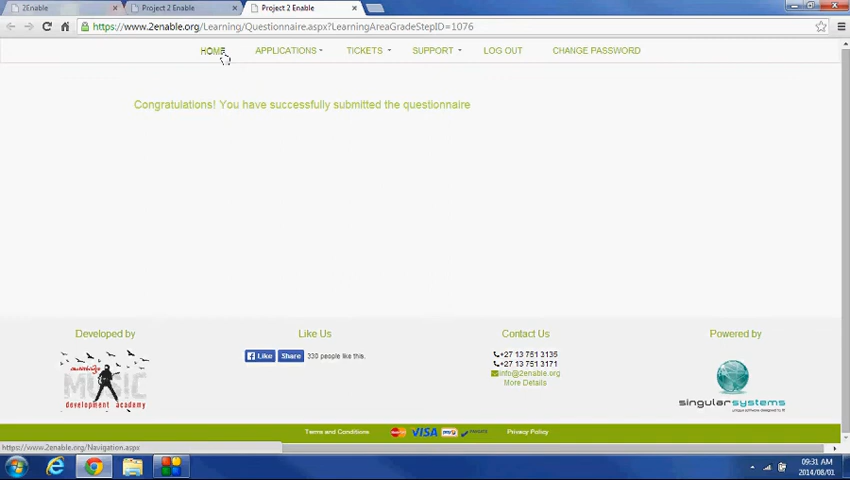 2Enable
Project 2 Enable
Project 2 Enable
https://www.2enable.org/Learning/Questionnaire.aspx?LearningAreaGradeStepID=1076
HOME APPLICATIONS TICKETS SUPPORT LOG OUT CHANGE PASSWORD
Congratulations! You have successfully submitted the questionnaire
Developed by
MUSIC
development academy
Like Us
Like Share 330 people like this.
Contact Us
+27 13 751 3135
+27 13 751 3171
info@2enable.org
More Details
Powered by
singularsystems
Terms and Conditions VISA Privacy Policy
https://www.2enable.org/Navigation.aspx
09:31 AM
2014/08/01